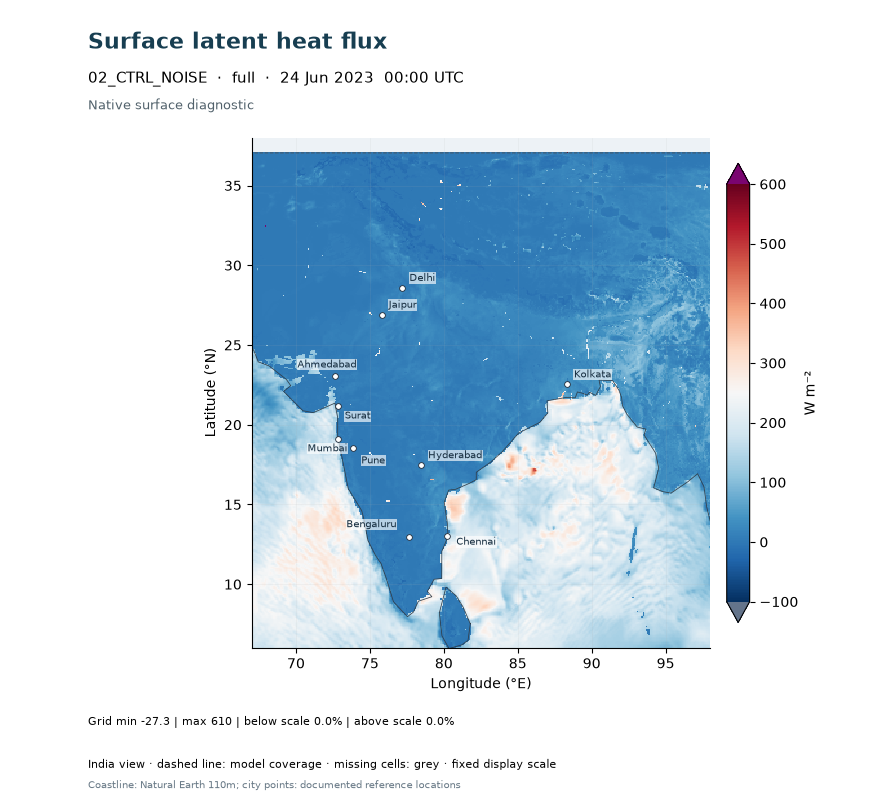 Surface latent heat flux
02_CTRL_NOISE · full · 24 Jun 2023 00:00 UTC
Native surface diagnostic
35
30
25
20
15
10
Latitude (°N)
Delhi
Jaipur
Ahmedabad
Kolkata
Surat
Mumbai
Pune
Hyderabad
Bengaluru
Chennai
70 75 80 85 90 95
Longitude (°E)
600
500
400
300
200
100
0
−100
W m⁻²
Grid min -27.3 | max 610 | below scale 0.0% | above scale 0.0%
India view · dashed line: model coverage · missing cells: grey · fixed display scale
Coastline: Natural Earth 110m; city points: documented reference locations